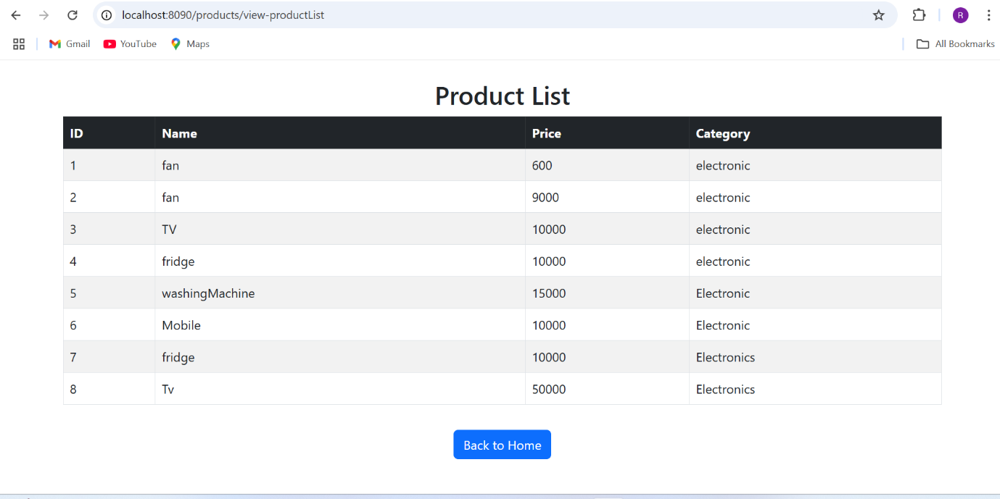 localhost:8090/products/view-productList
R
Gmail YouTube Maps All Bookmarks
Product List
ID Name Price Category
1 fan 600 electronic
2 fan 9000 electronic
3 TV 10000 electronic
4 fridge 10000 electronic
5 washingMachine 15000 Electronic
6 Mobile 10000 Electronic
7 fridge 10000 Electronics
8 Tv 50000 Electronics
Back to Home